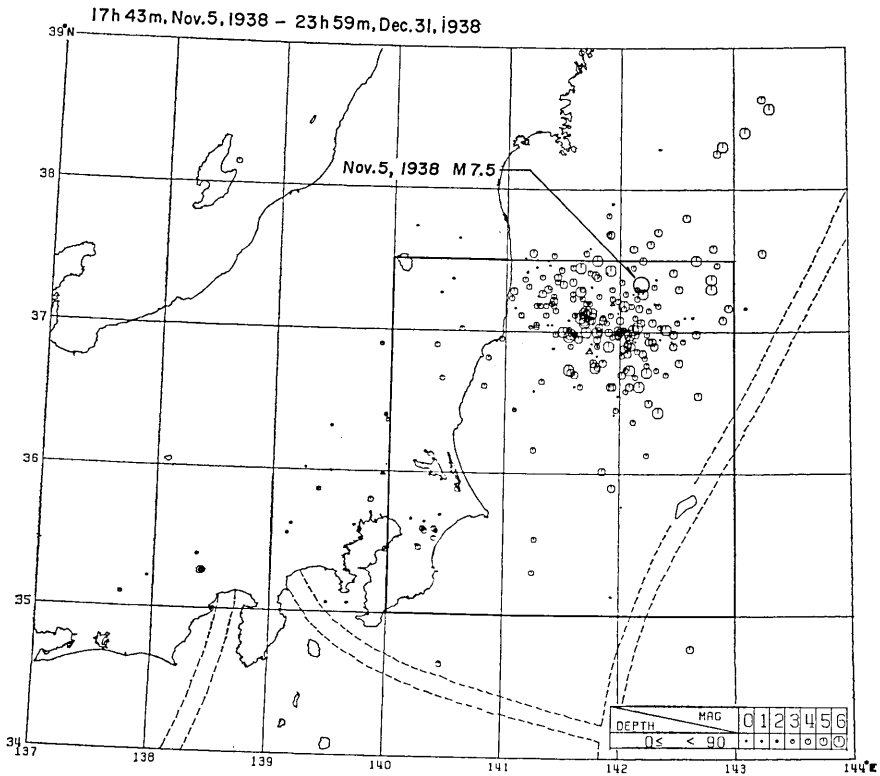 17h 43m, Nov. 5, 1938 – 23h 59m, Dec. 31, 1938
39°N
38
Nov. 5, 1938 M 7.5
37
36
35
34
DEPTH MAG 0 1 2 3 4 5 6
0≤ < 90
137 138 139 140 141 142 143 144°E